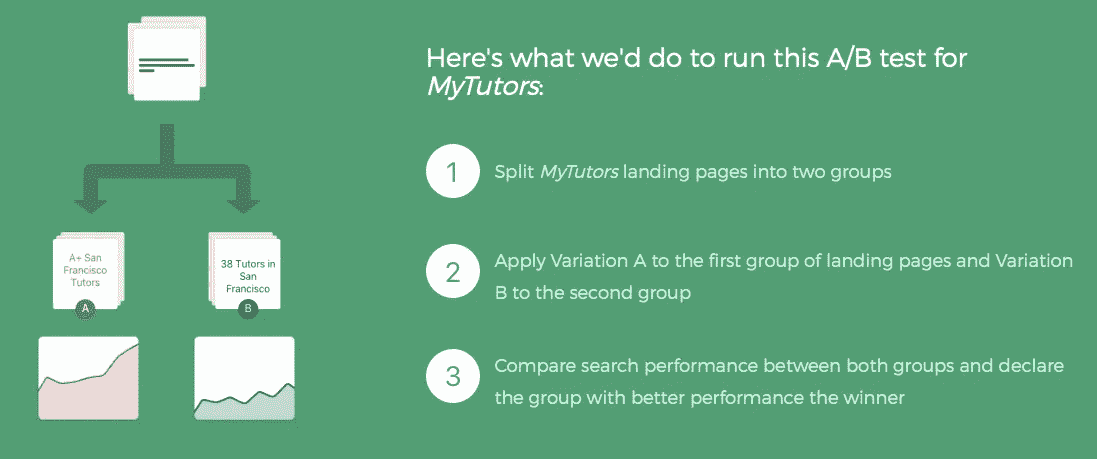 Here's what we'd do to run this A/B test for
MyTutors:
1
Split MyTutors landing pages into two groups
2
Apply Variation A to the first group of landing pages and Variation
B to the second group
3
Compare search performance between both groups and declare
the group with better performance the winner
A+ San
Francisco
Tutors
A
38 Tutors in
San
Francisco
B